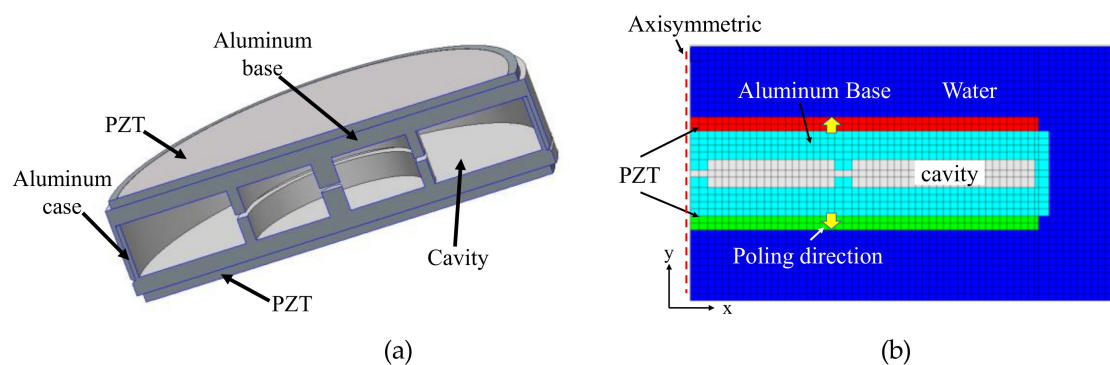 Aluminum
base
PZT
Aluminum
case
Cavity
PZT
(a)
Axisymmetric
Aluminum Base
Water
PZT
cavity
Poling direction
y
x
(b)